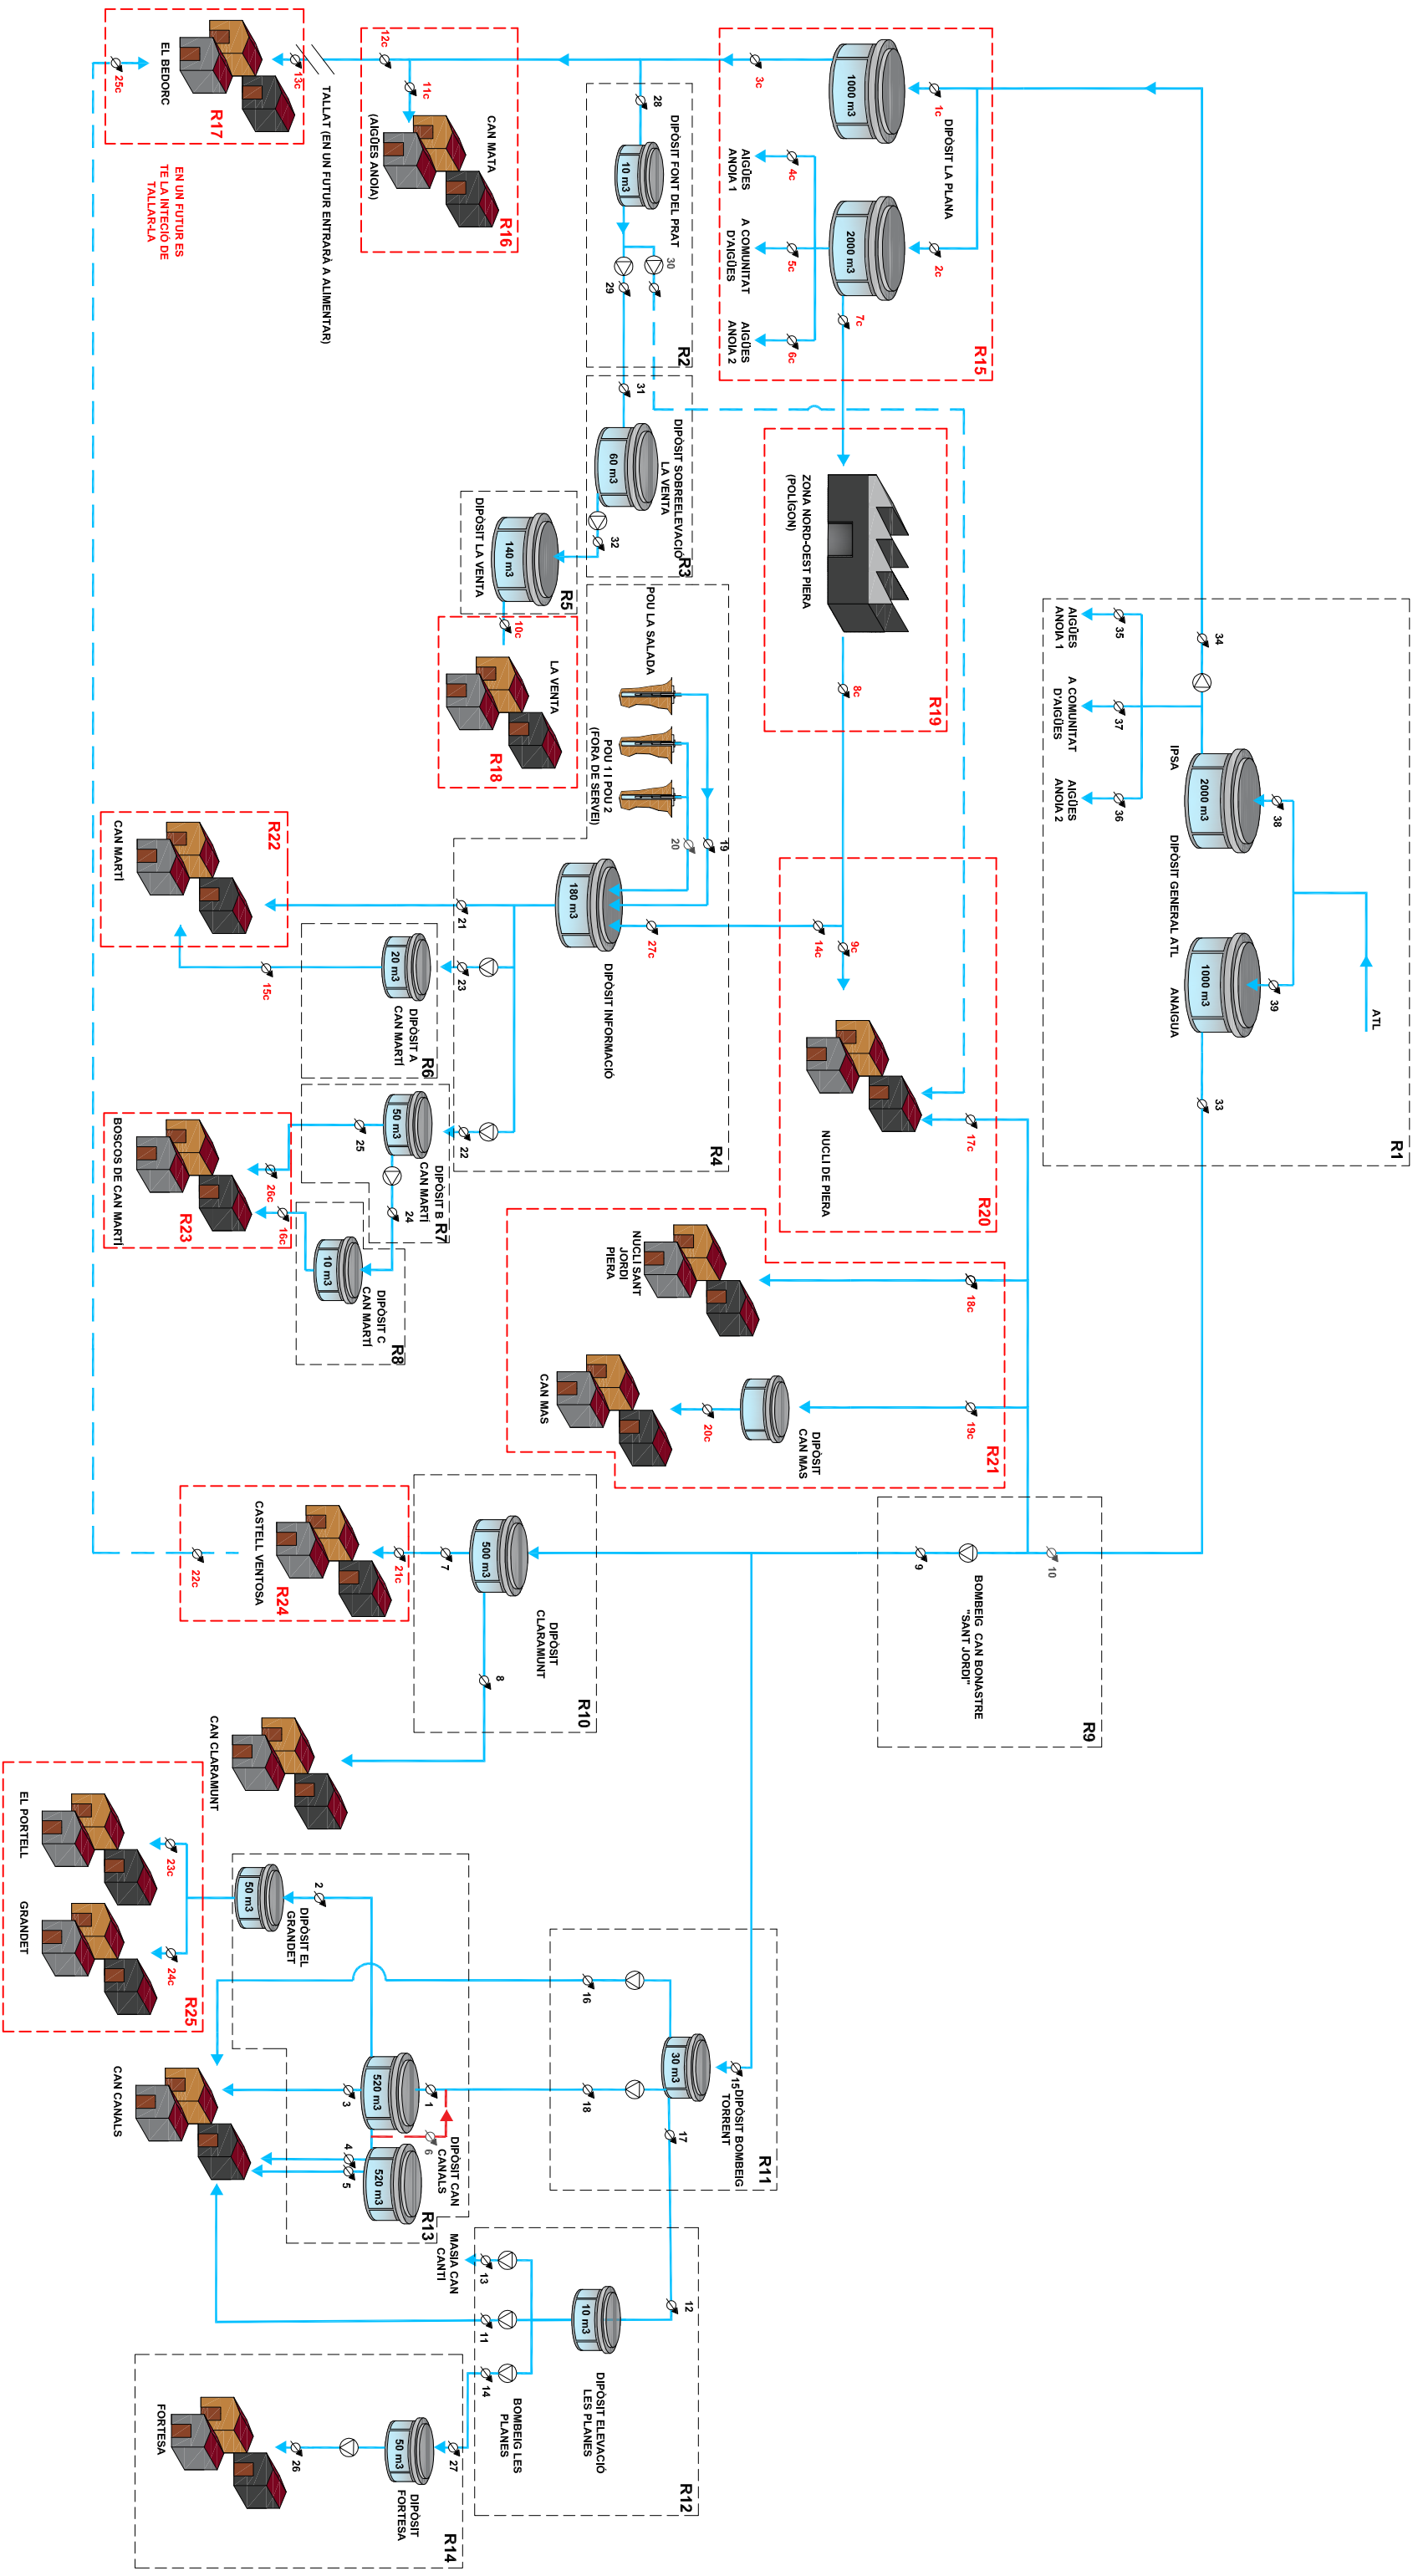 R1
ATL
39
38
33
34
1000 m3
2000 m3
ANAIGUA
DIPÒSIT GENERAL ATL
IPSA
35
37
36
AIGÜES
ANOIA 1
A COMUNITAT
D'AIGÜES
AIGÜES
ANOIA 2
R15
1c
2c
DIPÒSIT LA PLANA
1000 m3
2000 m3
3c
4c
5c
6c
7c
AIGÜES
ANOIA 1
A COMUNITAT
D'AIGÜES
AIGÜES
ANOIA 2
R19
ZONA NORD-OEST PIERA
(POLÍGON)
8c
R20
9c
14c
17c
NUCLI DE PIERA
R21
18c
19c
NUCLI SANT
JORDI
PIERA
DIPÒSIT
CAN MAS
20c
CAN MAS
R9
10
9
BOMBEIG CAN BONASTRE
"SANT JORDI"
R2
28
DIPÒSIT FONT DEL PRAT
10 m3
30
29
R3
31
DIPÒSIT SOBREELEVACIÓ
LA VENTA
60 m3
32
R5
140 m3
DIPÒSIT LA VENTA
R18
10c
LA VENTA
R4
POU LA SALADA
POU 1 I POU 2
(FORA DE SERVEI)
19
20
27c
180 m3
DIPÒSIT INFORMACIÓ
21
23
22
R16
12c
11c
CAN MATA
(AIGÜES ANOIA)
TALLAT (EN UN FUTUR ENTRARÀ A ALIMENTAR)
R17
13c
25c
EL BEDORC
EN UN FUTUR ES
TE LA INTECIÓ DE
TALLAR-LA
R22
CAN MARTÍ
R6
20 m3
DIPÒSIT A
CAN MARTÍ
15c
R7
50 m3
DIPÒSIT B
CAN MARTÍ
24
25
R8
10 m3
DIPÒSIT C
CAN MARTÍ
R23
26c
16c
BOSCOS DE CAN MARTÍ
R10
500 m3
DIPÒSIT
CLARAMUNT
7
8
R24
21c
CASTELL VENTOSA
22c
CAN CLARAMUNT
R11
15
DIPÒSIT BOMBEIG
TORRENT
30 m3
16
18
17
R13
1
6
DIPÒSIT CAN
CANALS
520 m3
520 m3
2
3
4
5
DIPÒSIT EL
GRANDET
50 m3
R25
23c
24c
EL PORTELL
GRANDET
CAN CANALS
R12
12
10 m3
DIPÒSIT ELEVACIÓ
LES PLANES
13
11
14
BOMBEIG LES
PLANES
MASIA CAN
CANTI
R14
27
50 m3
DIPÒSIT
FORTESA
26
FORTESA